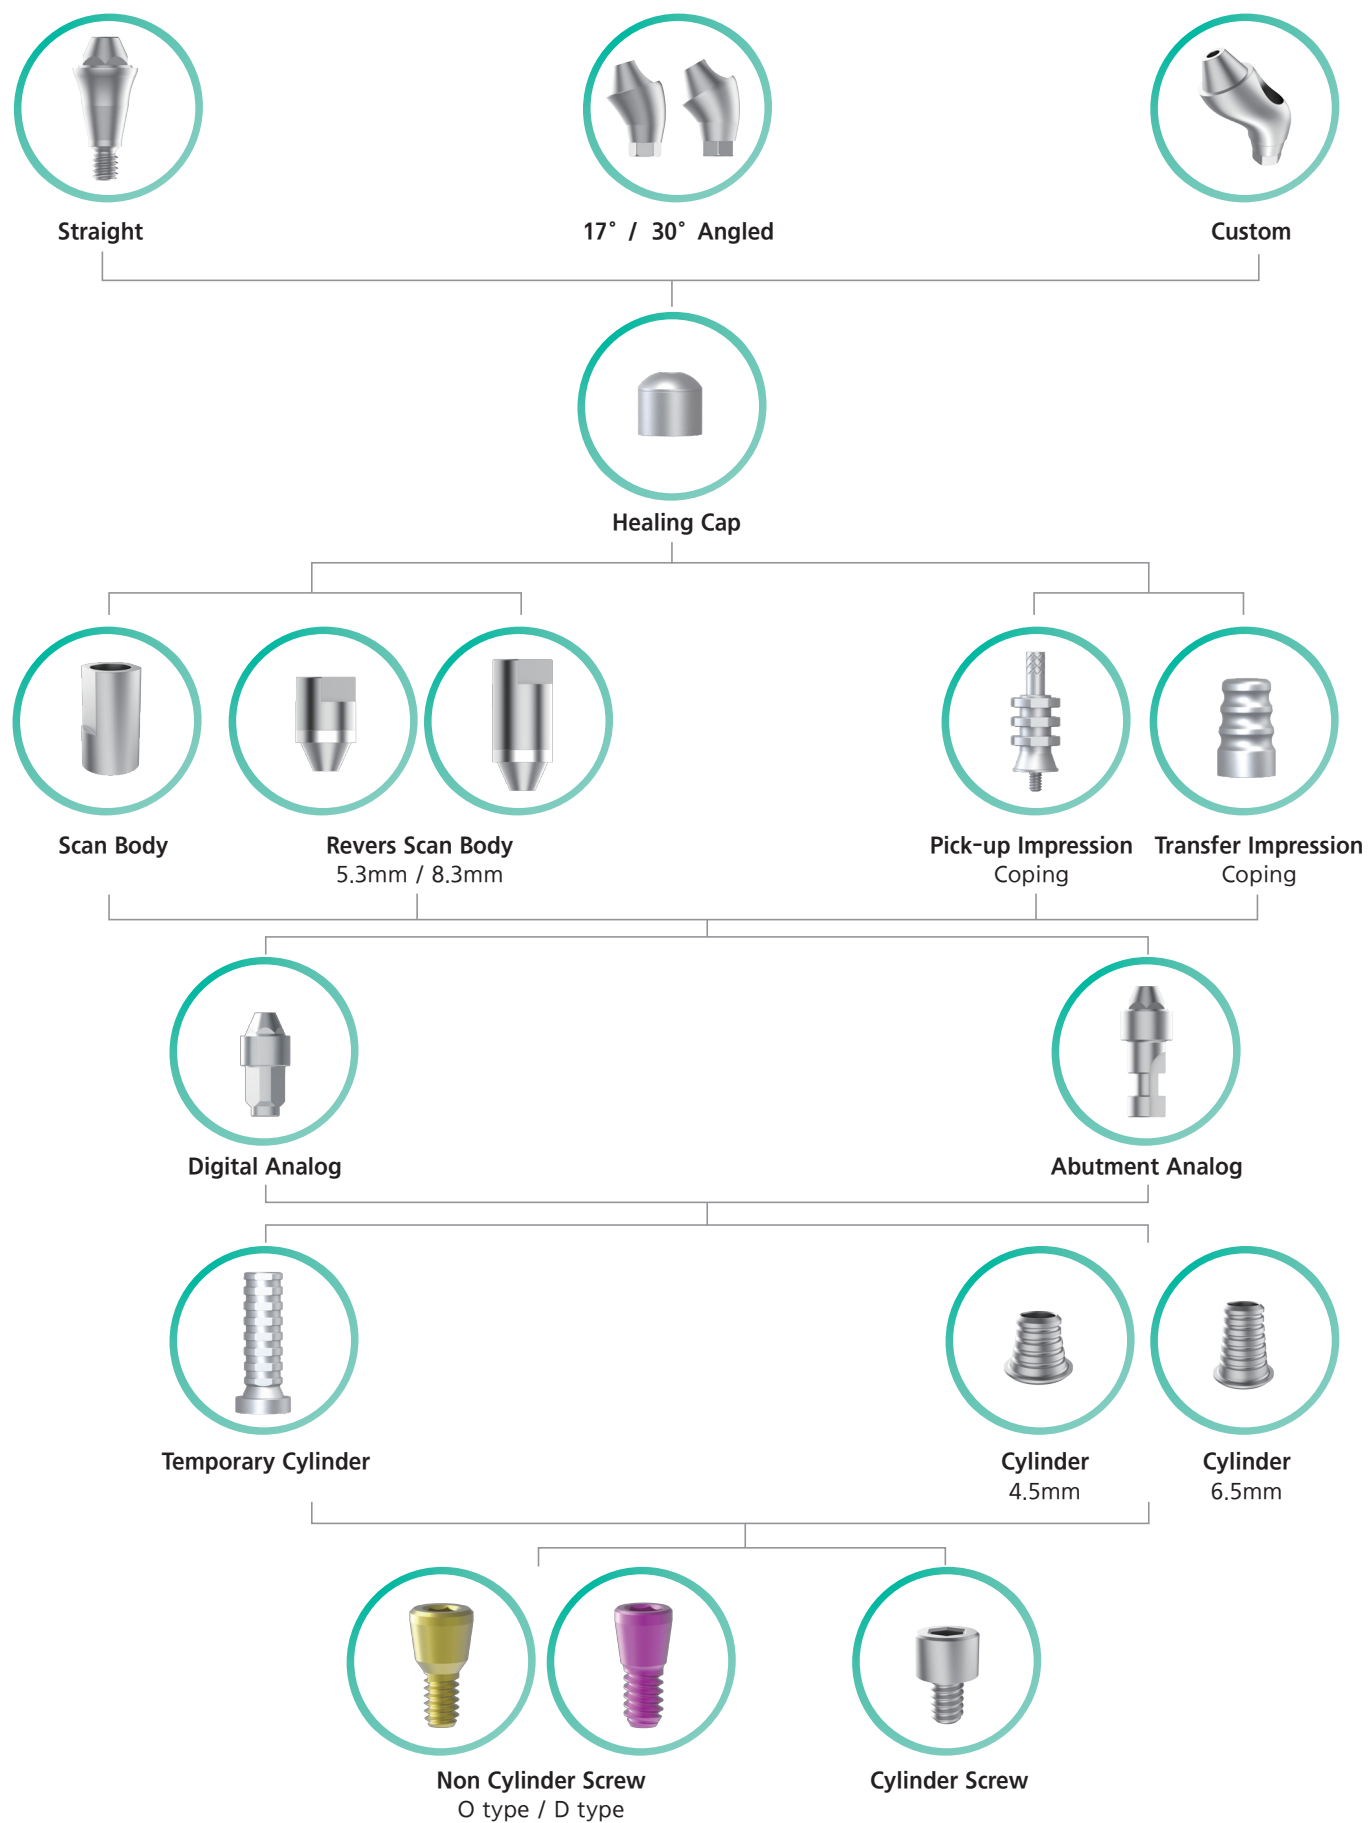 Straight
17° / 30° Angled
Custom
Healing Cap
Scan Body
Revers Scan Body
5.3mm / 8.3mm
Pick-up Impression
Coping
Transfer Impression
Coping
Digital Analog
Abutment Analog
Temporary Cylinder
Cylinder
4.5mm
Cylinder
6.5mm
Non Cylinder Screw
O type / D type
Cylinder Screw